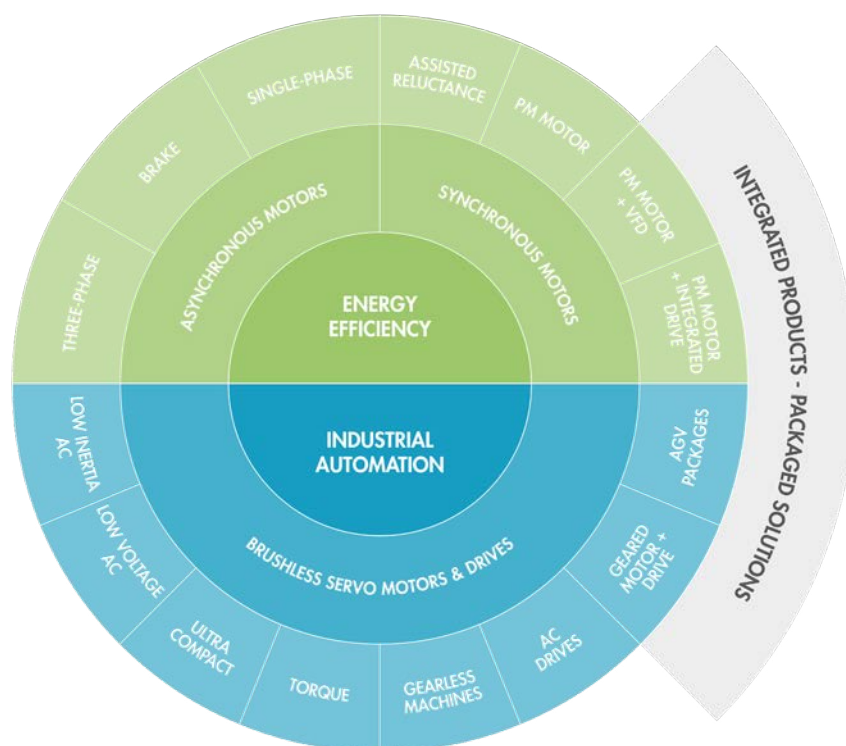 SINGLE-PHASE
ASSISTED
RELUCTANCE
PM MOTOR
BRAKE
PM MOTOR
+ VFD
THREE-PHASE
PM MOTOR
+ INTEGRATED
DRIVE
ASYNCHRONOUS MOTORS
SYNCHRONOUS MOTORS
ENERGY
EFFICIENCY
INDUSTRIAL
AUTOMATION
BRUSHLESS SERVO MOTORS & DRIVES
LOW INERTIA
AC
LOW VOLTAGE
AC
ULTRA
COMPACT
TORQUE
GEARLESS
MACHINES
AC
DRIVES
GEARED
MOTOR +
DRIVE
AGV
PACKAGES
INTEGRATED PRODUCTS - PACKAGED SOLUTIONS